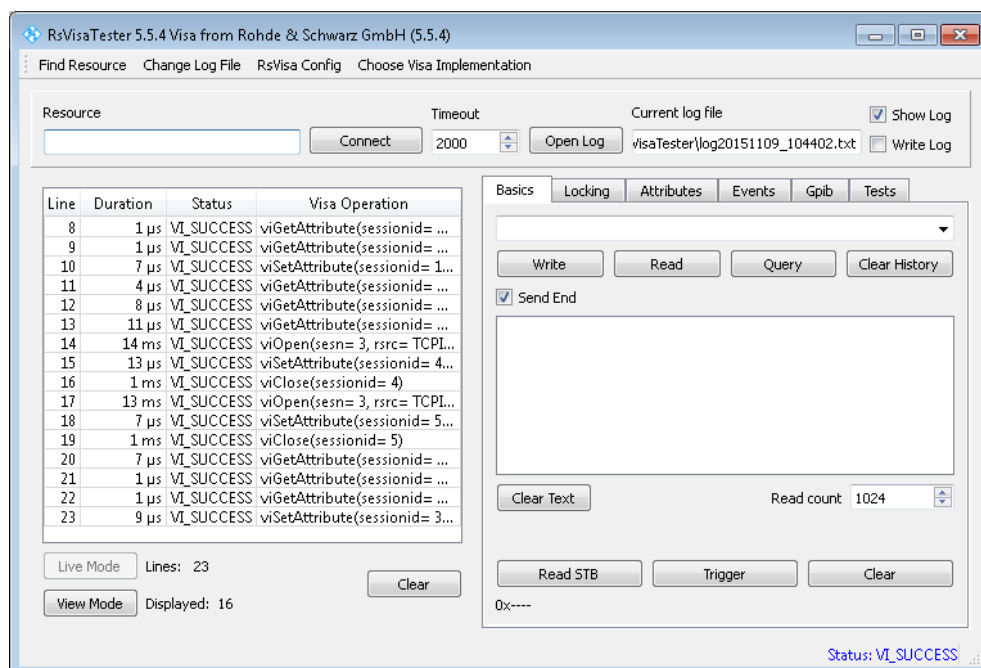 RsVisaTester 5.5.4 Visa from Rohde & Schwarz GmbH (5.5.4)
Find Resource Change Log File RsVisa Config Choose Visa Implementation
Resource Timeout Current log file Show Log
Connect 2000 Open Log visaTester\log20151109_104402.txt Write Log
Line Duration Status Visa Operation
8 1 µs VI_SUCCESS viGetAttribute(sessionid= ...
9 1 µs VI_SUCCESS viGetAttribute(sessionid= ...
10 7 µs VI_SUCCESS viSetAttribute(sessionid= 1...
11 4 µs VI_SUCCESS viGetAttribute(sessionid= ...
12 8 µs VI_SUCCESS viGetAttribute(sessionid= ...
13 11 µs VI_SUCCESS viGetAttribute(sessionid= ...
14 14 ms VI_SUCCESS viOpen(sesn= 3, rsrc= TCPI...
15 13 µs VI_SUCCESS viSetAttribute(sessionid= 4...
16 1 ms VI_SUCCESS viClose(sessionid= 4)
17 13 ms VI_SUCCESS viOpen(sesn= 3, rsrc= TCPI...
18 7 µs VI_SUCCESS viSetAttribute(sessionid= 5...
19 1 ms VI_SUCCESS viClose(sessionid= 5)
20 7 µs VI_SUCCESS viGetAttribute(sessionid= ...
21 1 µs VI_SUCCESS viGetAttribute(sessionid= ...
22 1 µs VI_SUCCESS viGetAttribute(sessionid= ...
23 9 µs VI_SUCCESS viSetAttribute(sessionid= 3...
Live Mode Lines: 23
Clear
View Mode Displayed: 16
Basics Locking Attributes Events Gpib Tests
Write Read Query Clear History
Send End
Clear Text Read count 1024
Read STB Trigger Clear
0x----
Status: VI_SUCCESS